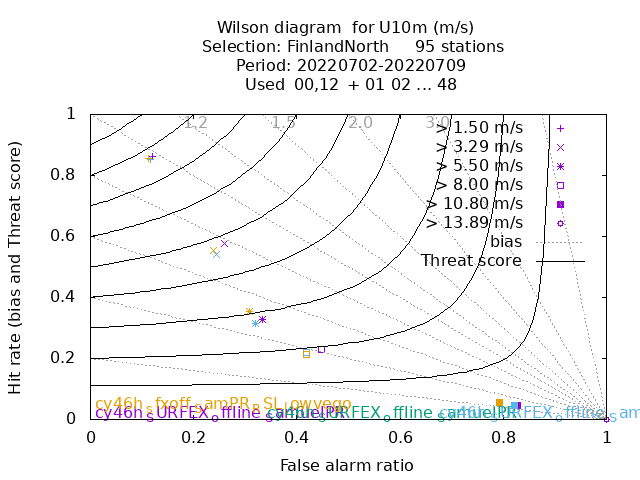 Wilson diagram for U10m (m/s)
Selection: FinlandNorth 95 stations
Period: 20220702-20220709
Used 00,12 + 01 02 ... 48
1.2 1.5 2.0 3.0
> 1.50 m/s
> 3.29 m/s
> 5.50 m/s
> 8.00 m/s
> 10.80 m/s
> 13.89 m/s
bias
Threat score
Hit rate (bias and Threat score)
1
0.8
0.6
0.4
0.2
0
cy46h_sfxoff_samPR_RSL_lowvego
cy46h_SURFEX_offline_samuelPR
0 0.2 0.4 0.6 0.8 1
False alarm ratio